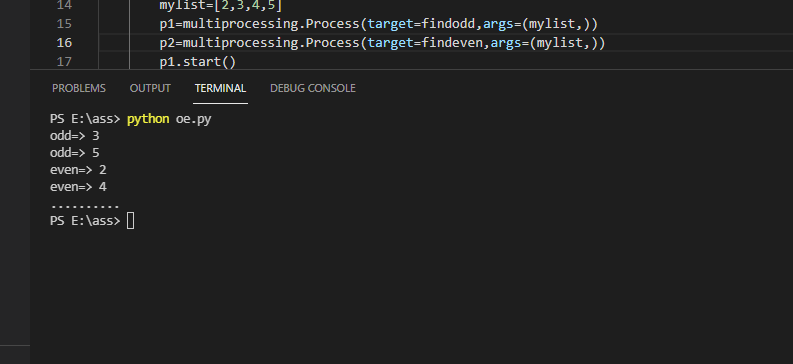 14 mylist=[2,3,4,5]
15 p1=multiprocessing.Process(target=findodd,args=(mylist,))
16 p2=multiprocessing.Process(target=findeven,args=(mylist,))
17 p1.start()
PROBLEMS OUTPUT TERMINAL DEBUG CONSOLE
PS E:\ass> python oe.py
odd=> 3
odd=> 5
even=> 2
even=> 4
..........
PS E:\ass>